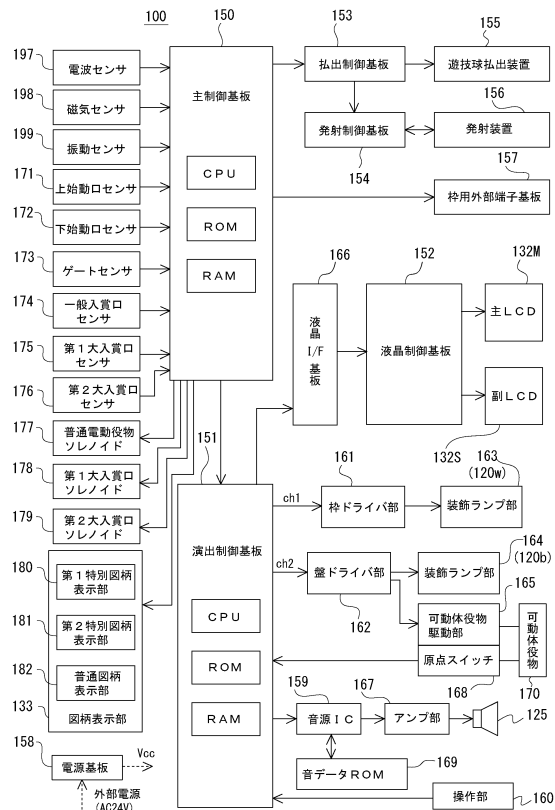 100
150
153
155
197
電波センサ
主制御基板
払出制御基板
遊技球払出装置
198
磁気センサ
156
199
振動センサ
発射制御基板
発射装置
154
157
171
上始動口センサ
CPU
枠用外部端子基板
172
下始動口センサ
ROM
173
ゲートセンサ
RAM
166
152
132M
174
一般入賞口
センサ
液晶
I/F
基板
液晶制御基板
主LCD
175
第1大入賞口
センサ
176
第2大入賞口
センサ
副LCD
177
普通電動役物
ソレノイド
151
132S
178
第1大入賞口
ソレノイド
161
163
(120w)
ch1
枠ドライバ部
装飾ランプ部
179
第2大入賞口
ソレノイド
演出制御基板
164
(120b)
180
第1特別図柄
表示部
ch2
盤ドライバ部
装飾ランプ部
165
162
181
第2特別図柄
表示部
CPU
可動体役物
駆動部
可動体役物
182
普通図柄
表示部
ROM
原点スイッチ
159
167
168
170
133
図柄表示部
RAM
音源IC
アンプ部
125
158
電源基板
Vcc
音データROM
169
外部電源
(AC24V)
操作部
160